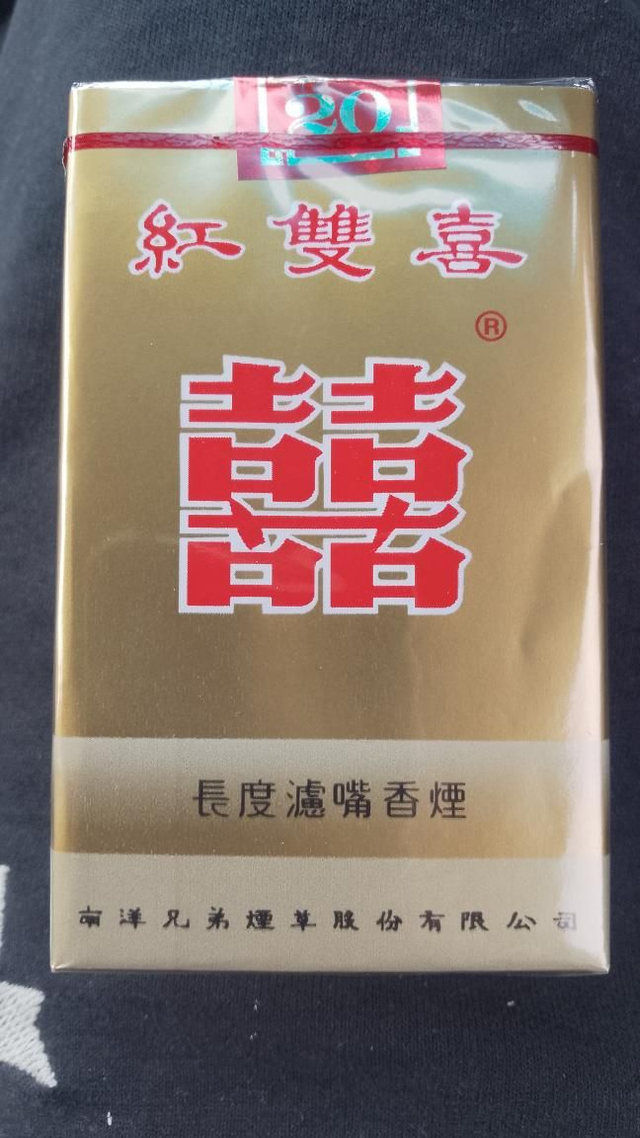 20
紅雙喜
®
囍
長度濾嘴香煙
南洋兄弟煙草股份有限公司